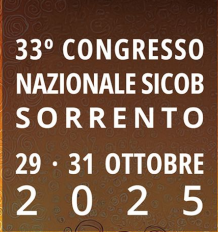 33º CONGRESSO
NAZIONALE SICOB
SORRENTO
29 · 31 OTTOBRE
2025